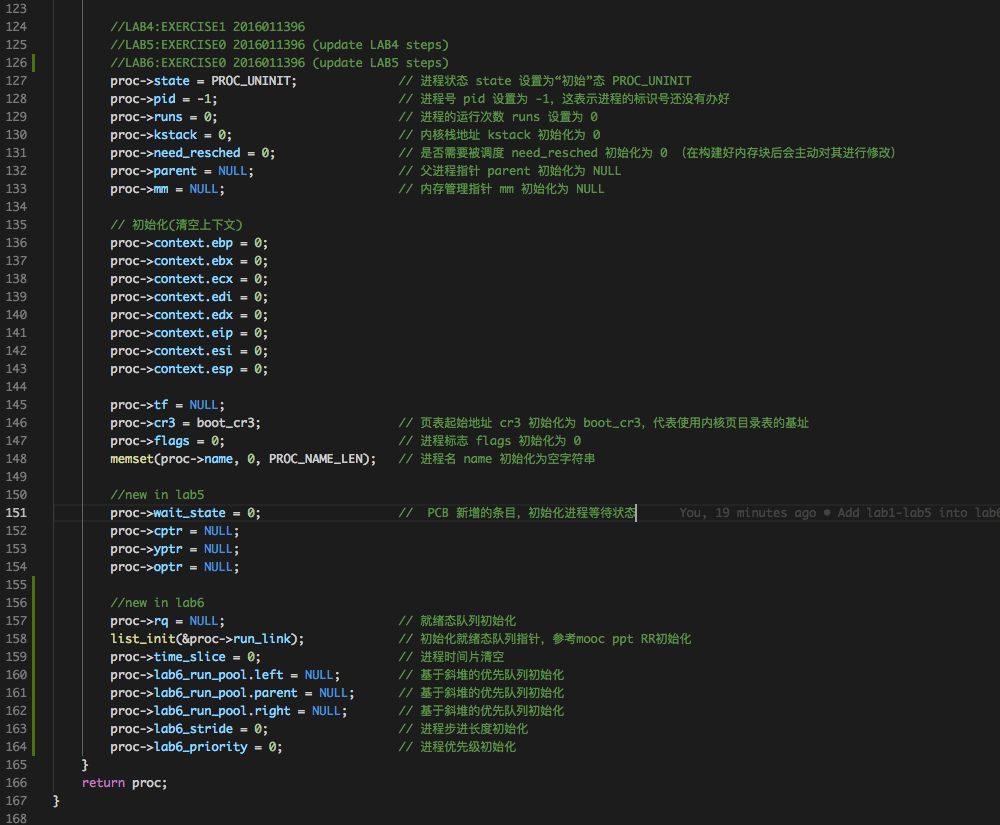 123
124 //LAB4:EXERCISE1 2016011396
125 //LAB5:EXERCISE0 2016011396 (update LAB4 steps)
126 //LAB6:EXERCISE0 2016011396 (update LAB5 steps)
127 proc->state = PROC_UNINIT; // 进程状态 state 设置为“初始”态 PROC_UNINIT
128 proc->pid = -1; // 进程号 pid 设置为 -1，这表示进程的标识号还没有办好
129 proc->runs = 0; // 进程的运行次数 runs 设置为 0
130 proc->kstack = 0; // 内核栈地址 kstack 初始化为 0
131 proc->need_resched = 0; // 是否需要被调度 need_resched 初始化为 0 （在构建好内存块后会主动对其进行修改）
132 proc->parent = NULL; // 父进程指针 parent 初始化为 NULL
133 proc->mm = NULL; // 内存管理指针 mm 初始化为 NULL
134
135 // 初始化(清空上下文)
136 proc->context.ebp = 0;
137 proc->context.ebx = 0;
138 proc->context.ecx = 0;
139 proc->context.edi = 0;
140 proc->context.edx = 0;
141 proc->context.eip = 0;
142 proc->context.esi = 0;
143 proc->context.esp = 0;
144
145 proc->tf = NULL;
146 proc->cr3 = boot_cr3; // 页表起始地址 cr3 初始化为 boot_cr3，代表使用内核页目录表的基址
147 proc->flags = 0; // 进程标志 flags 初始化为 0
148 memset(proc->name, 0, PROC_NAME_LEN); // 进程名 name 初始化为空字符串
149
150 //new in lab5
151 proc->wait_state = 0; //  PCB 新增的条目，初始化进程等待状态 You, 19 minutes ago • Add lab1-lab5 into lab6
152 proc->cptr = NULL;
153 proc->yptr = NULL;
154 proc->optr = NULL;
155
156 //new in lab6
157 proc->rq = NULL; // 就绪态队列初始化
158 list_init(&proc->run_link); // 初始化就绪态队列指针，参考mooc ppt RR初始化
159 proc->time_slice = 0; // 进程时间片清空
160 proc->lab6_run_pool.left = NULL; // 基于斜堆的优先队列初始化
161 proc->lab6_run_pool.parent = NULL; // 基于斜堆的优先队列初始化
162 proc->lab6_run_pool.right = NULL; // 基于斜堆的优先队列初始化
163 proc->lab6_stride = 0; // 进程步进长度初始化
164 proc->lab6_priority = 0; // 进程优先级初始化
165 }
166 return proc;
167 }
168